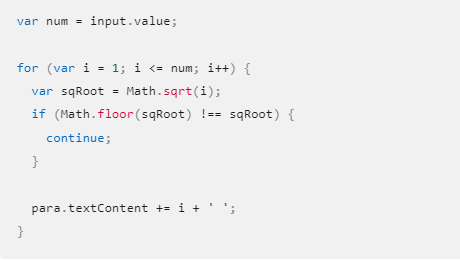 var num = input.value;

for (var i = 1; i <= num; i++) {
  var sqRoot = Math.sqrt(i);
  if (Math.floor(sqRoot) !== sqRoot) {
    continue;
  }

  para.textContent += i + ' ';
}